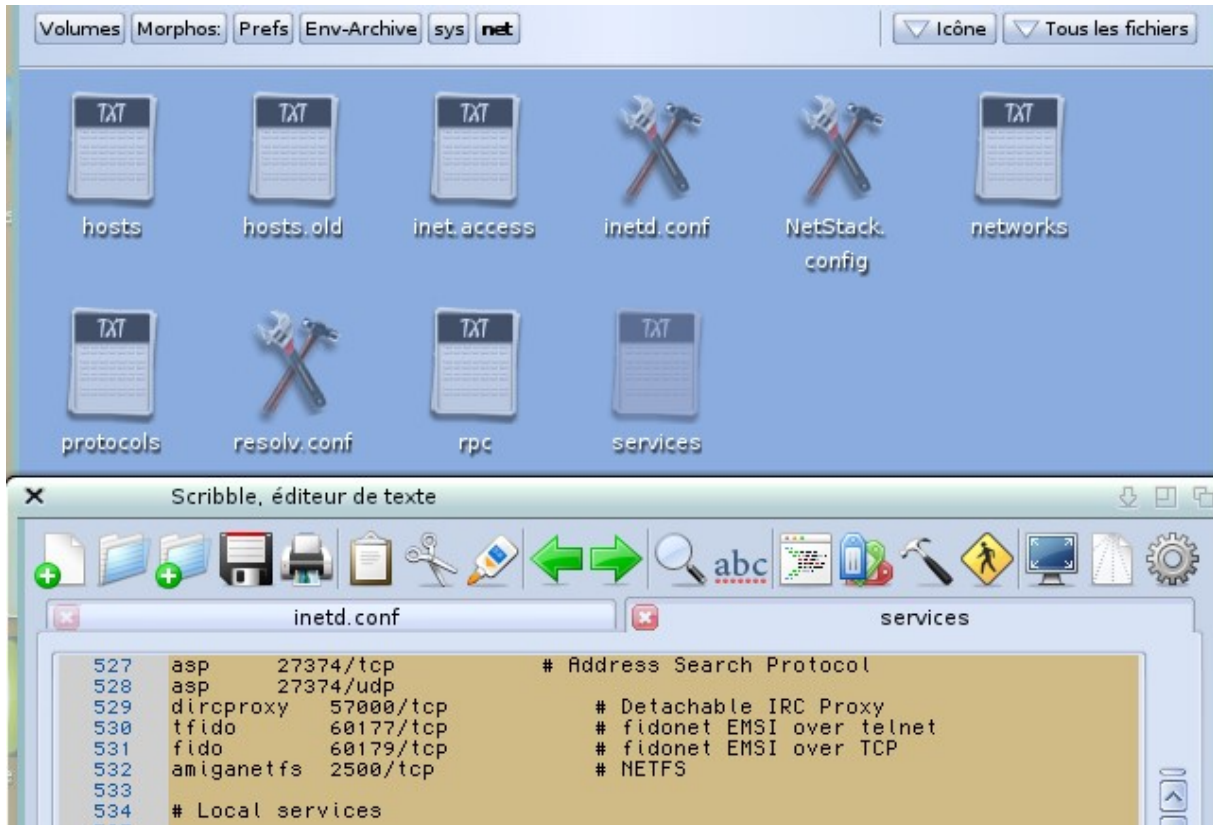 Volumes Morphos: Prefs Env-Archive sys net Icône Tous les fichiers
TXT TXT TXT TXT
hosts hosts.old inet.access inetd.conf NetStack. networks
config
TXT TXT TXT
protocols resolv.conf rpc services
Scribble, éditeur de texte
abc
inetd.conf services
527 asp 27374/tcp # Address Search Protocol
528 asp 27374/udp
529 dircproxy 57000/tcp # Detachable IRC Proxy
530 tfido 60177/tcp # fidonet EMSI over telnet
531 fido 60179/tcp # fidonet EMSI over TCP
532 amiganetfs 2500/tcp # NETFS
533
534 # Local services